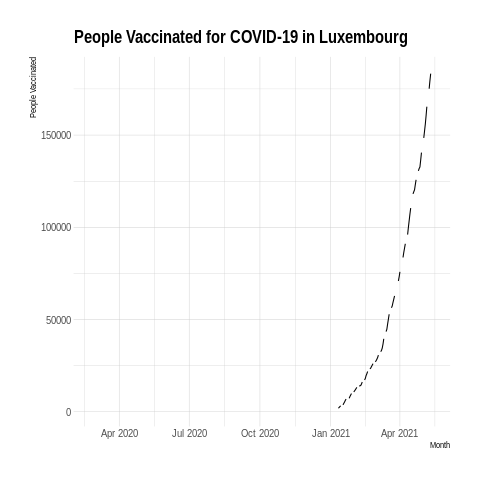 People Vaccinated for COVID-19 in Luxembourg
People Vaccinated
150000
100000
50000
0
Apr 2020 Jul 2020 Oct 2020 Jan 2021 Apr 2021
Month